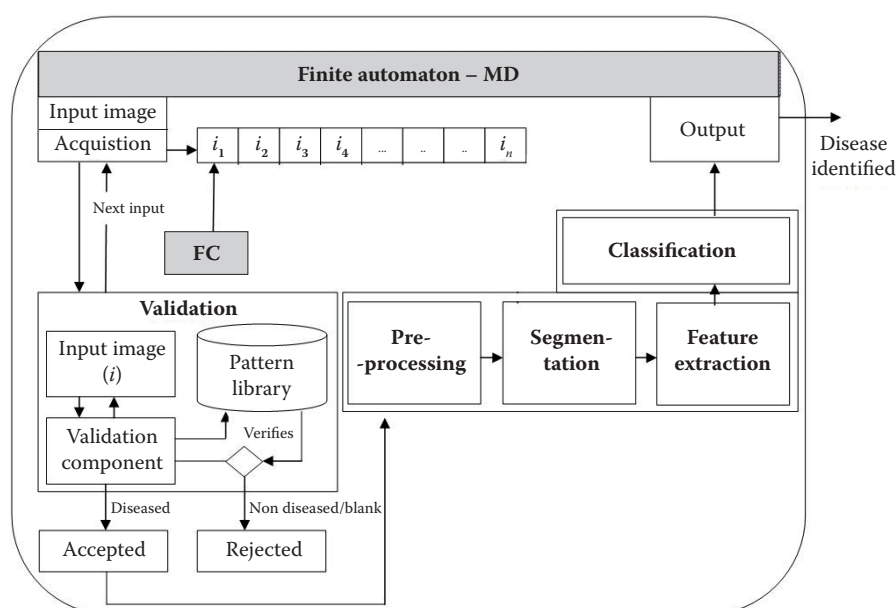 Finite automaton – MD
Input image
Acquistion
i1 i2 i3 i4 ... .. .. in
Output
Disease
identified
Next input
FC
Classification
Validation
Input image
(i)
Pattern
library
Pre-
-processing
Segmen-
tation
Feature
extraction
Validation
component
Verifies
Diseased
Non diseased/blank
Accepted
Rejected